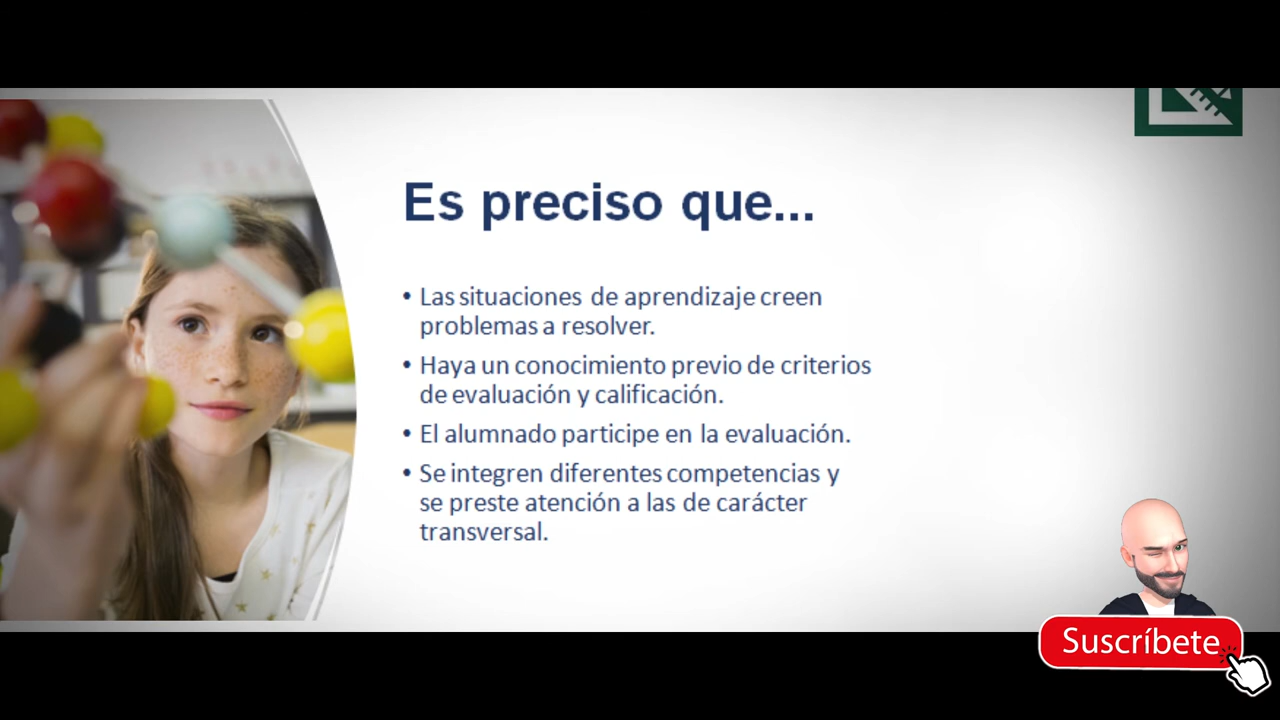 Es preciso que...
• Las situaciones de aprendizaje creen
problemas a resolver.
• Haya un conocimiento previo de criterios
de evaluación y calificación.
• El alumnado participe en la evaluación.
• Se integren diferentes competencias y
se preste atención a las de carácter
transversal.
Suscríbete